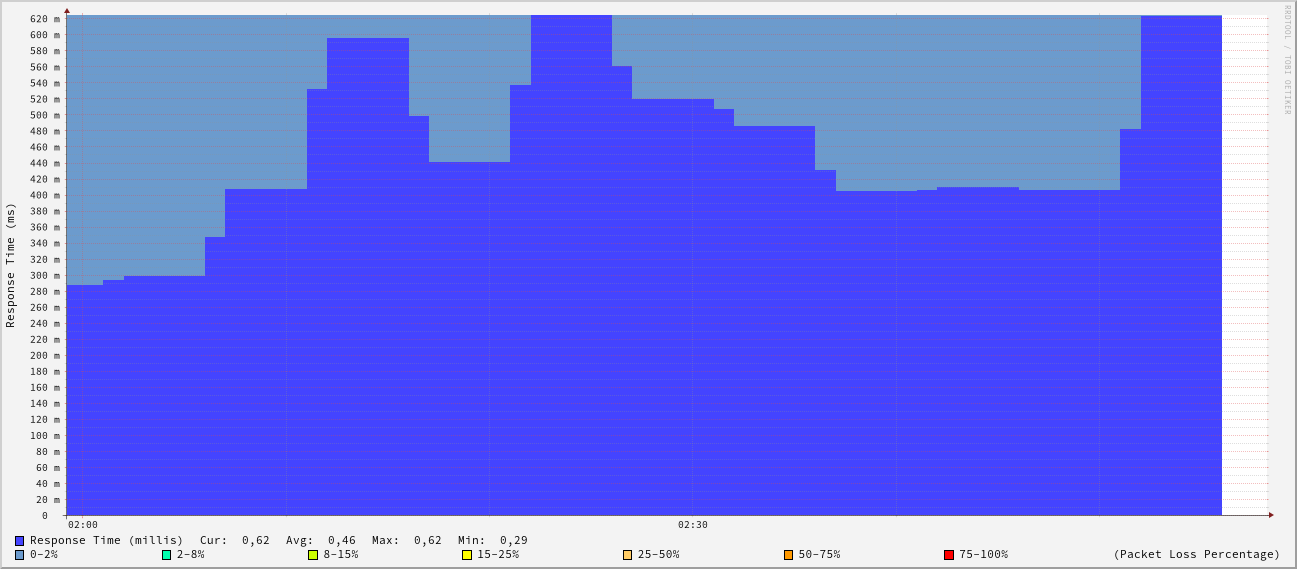 RRDTOOL / TOBI OETIKER
Response Time (ms)
620 m
600 m
580 m
560 m
540 m
520 m
500 m
480 m
460 m
440 m
420 m
400 m
380 m
360 m
340 m
320 m
300 m
280 m
260 m
240 m
220 m
200 m
180 m
160 m
140 m
120 m
100 m
80 m
60 m
40 m
20 m
0
02:00 02:30
Response Time (millis) Cur: 0,62 Avg: 0,46 Max: 0,62 Min: 0,29
0-2% 2-8% 8-15% 15-25% 25-50% 50-75% 75-100% (Packet Loss Percentage)